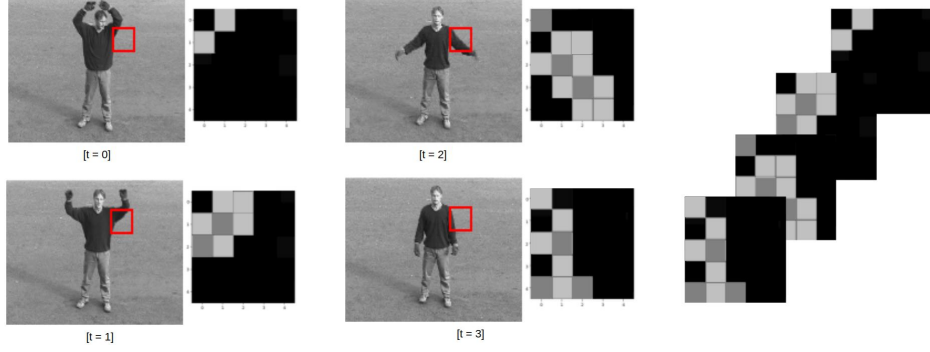 [t = 0]
[t = 2]
[t = 1]
[t = 3]